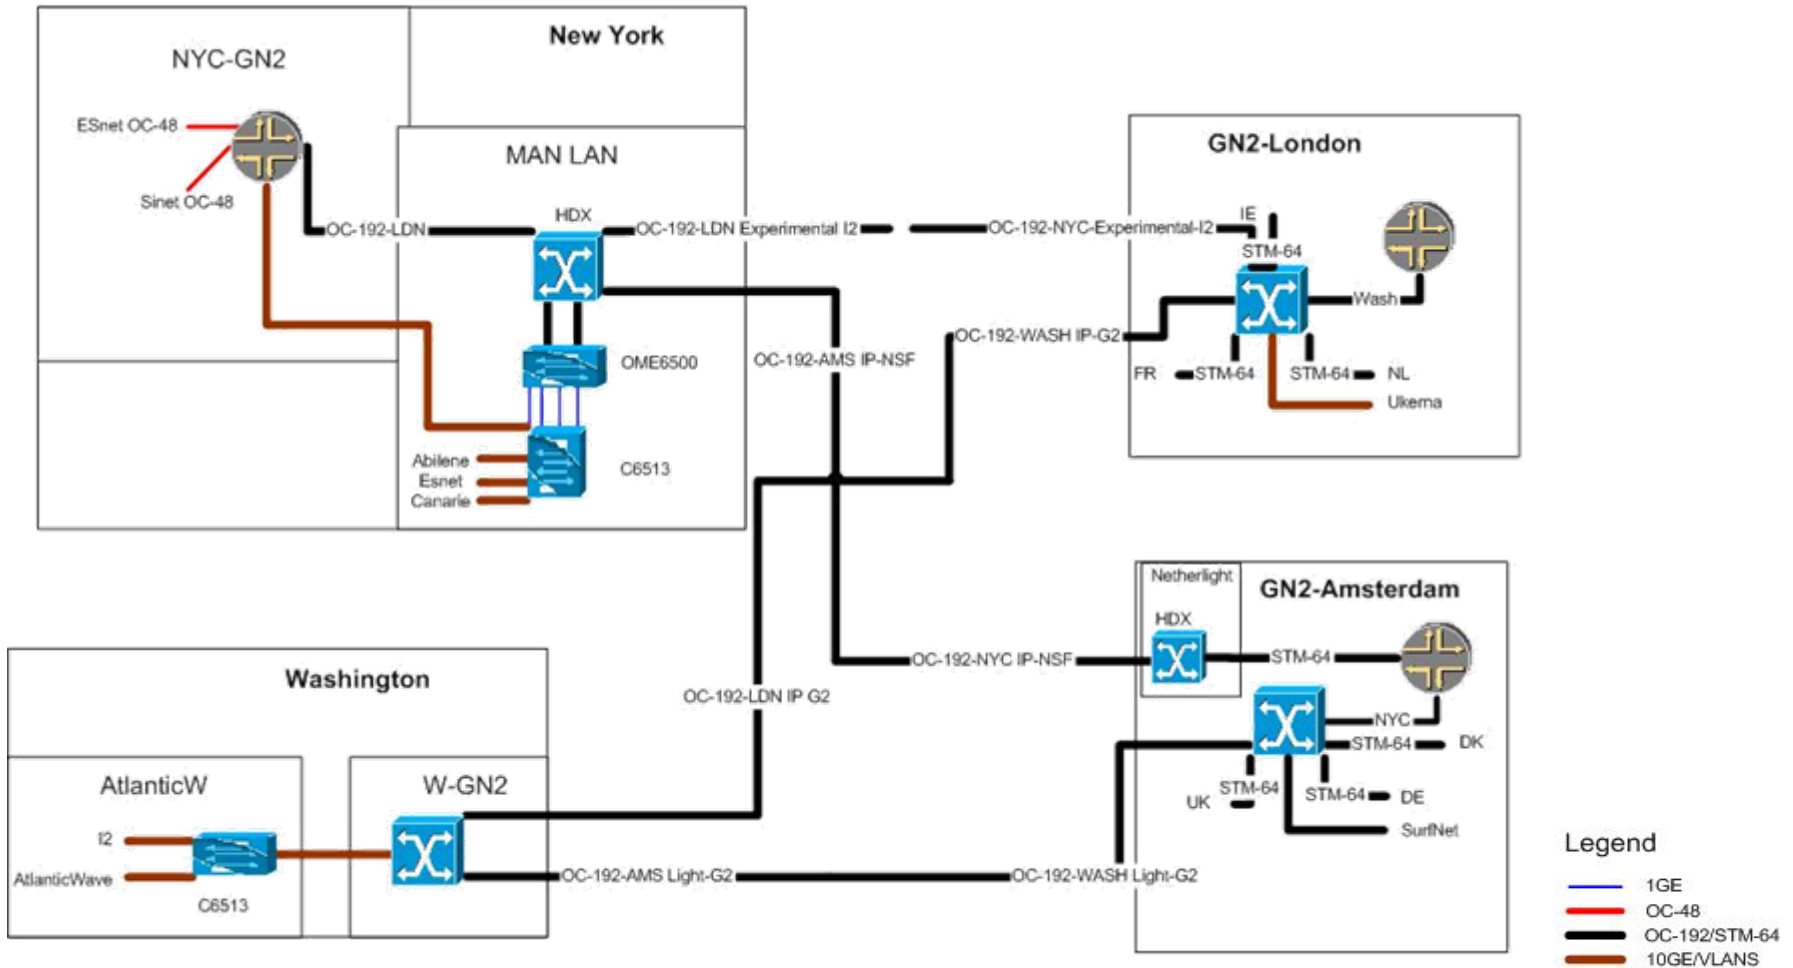 New York
NYC-GN2
ESnet OC-48
Sinet OC-48
MAN LAN
HDX
OC-192-LDN
OC-192-LDN Experimental I2
OC-192-NYC-Experimental-I2
OME6500
C6513
Abilene
Esnet
Canarie
OC-192-AMS IP-NSF
OC-192-WASH IP-G2
GN2-London
IE
STM-64
Wash
FR
STM-64
STM-64
NL
Ukerna
GN2-Amsterdam
Netherlight
HDX
OC-192-NYC IP-NSF
STM-64
NYC
STM-64
DK
STM-64
UK
STM-64
DE
SurfNet
OC-192-LDN IP G2
Washington
AtlanticW
W-GN2
I2
AtlanticWave
C6513
OC-192-AMS Light-G2
OC-192-WASH Light-G2
Legend
1GE
OC-48
OC-192/STM-64
10GE/VLANS